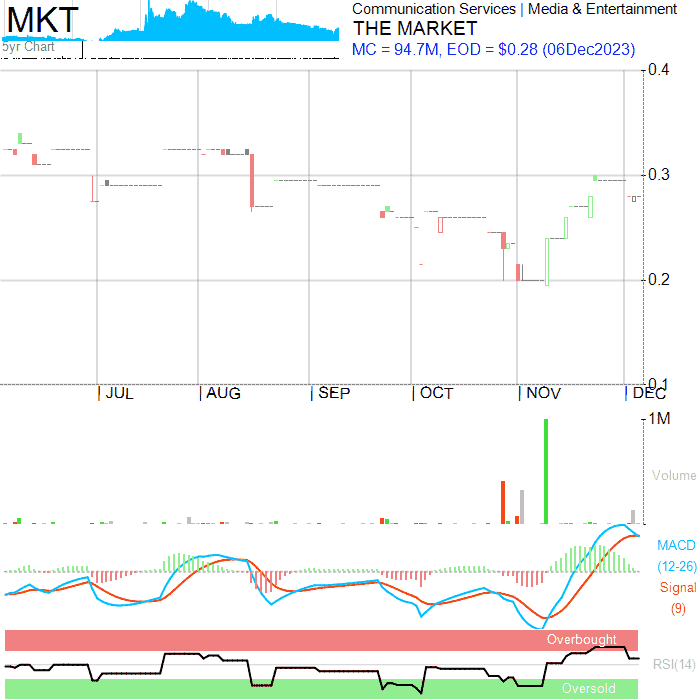 MKT
Communication Services | Media & Entertainment
THE MARKET
5yr Chart
MC = 94.7M, EOD = $0.28 (06Dec2023)
0.4
0.3
0.2
0.1
JUL
AUG
SEP
OCT
NOV
DEC
1M
Volume
MACD
(12-26)
Signal
(9)
Overbought
RSI(14)
Oversold